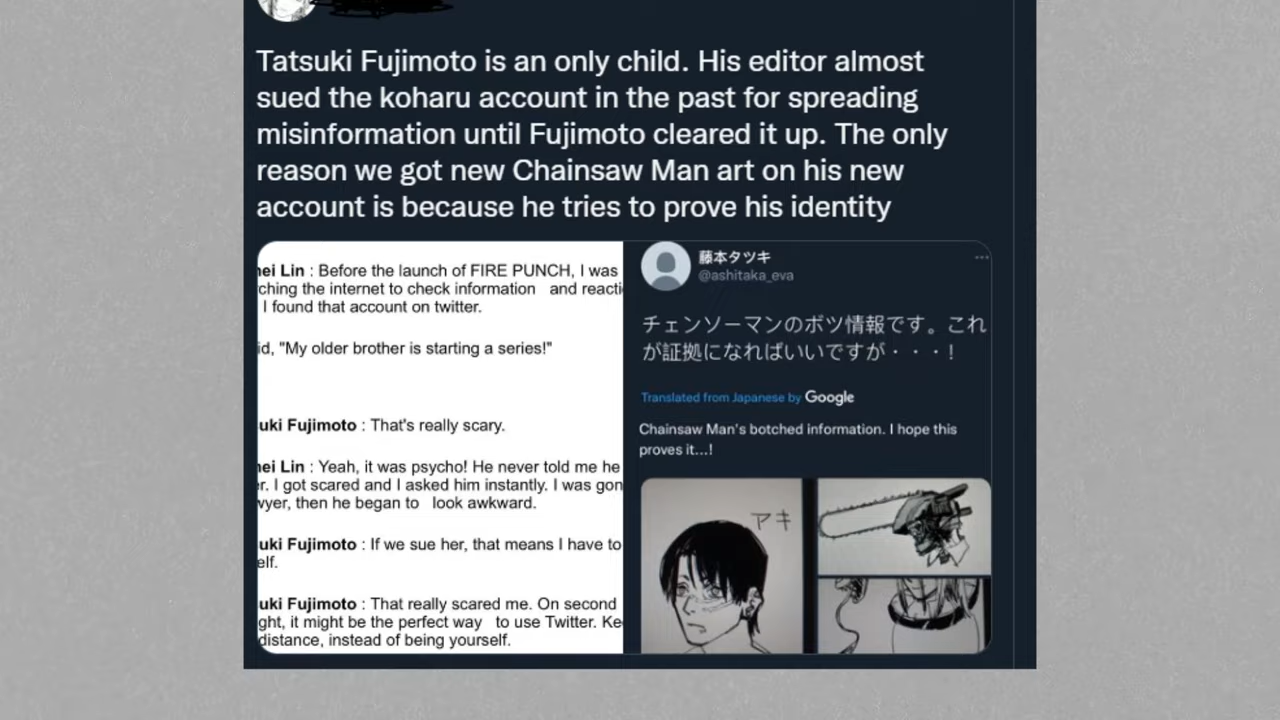 Tatsuki Fujimoto is an only child. His editor almost
sued the koharu account in the past for spreading
misinformation until Fujimoto cleared it up. The only
reason we got new Chainsaw Man art on his new
account is because he tries to prove his identity
Lin : Before the launch of FIRE PUNCH, I was
the internet to check information and
I found that account on twitter.
"My older brother is starting a series!"
Fujimoto : That's really scary.
Lin : Yeah, it was psycho! He never told me he
I got scared and I asked him instantly. I was
then he began to look awkward.
Fujimoto : If we sue her, that means I have to
Fujimoto : That really scared me. On second
it might be the perfect way to use Twitter.
distance, instead of being yourself.
藤本タツキ
@ashitaka_eva
チェンソーマンのボツ情報です。これ
が証拠になればいいですが・・・!
Translated from Japanese by Google
Chainsaw Man's botched information. I hope this
proves it...!
アキ